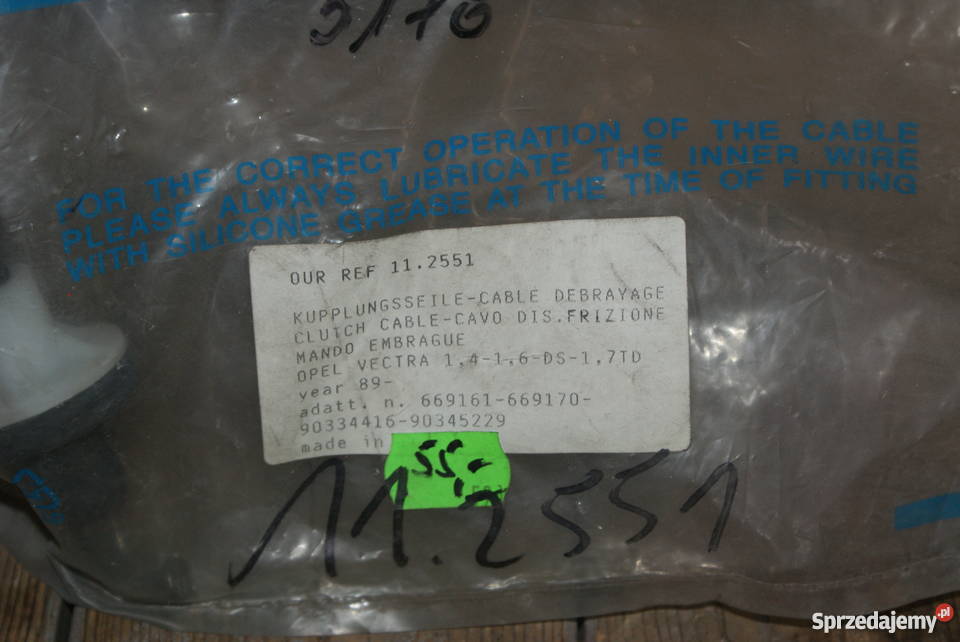 5/70
FOR THE CORRECT OPERATION OF THE CABLE
PLEASE ALWAYS LUBRICATE THE INNER WIRE
WITH SILICONE GREASE AT THE TIME OF FITTING
OUR REF 11.2551
KUPPLUNGSSEILE-CABLE DEBRAYAGE
CLUTCH CABLE-CAVO DIS.FRIZIONE
MANDO EMBRAGUE
OPEL VECTRA 1,4-1,6-DS-1,7TD
year 89-
adatt. n. 669161-669170-
90334416-90345229
made in
55,-
11.2551
Sprzedajemy.pl